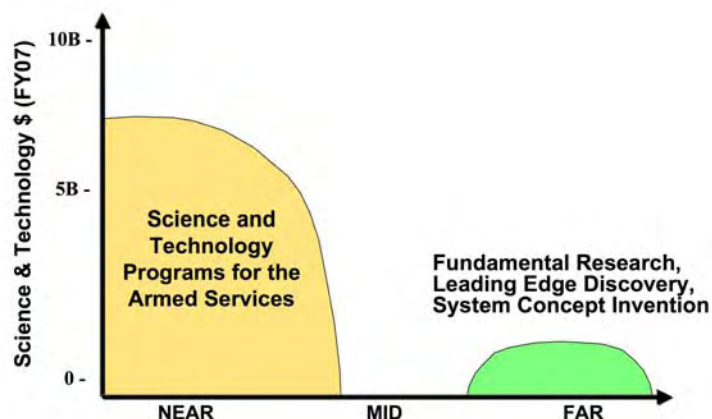 10B -
Science & Technology $ (FY07)
5B -
Science and
Technology
Programs for the
Armed Services
Fundamental Research,
Leading Edge Discovery,
System Concept Invention
0 -
NEAR MID FAR